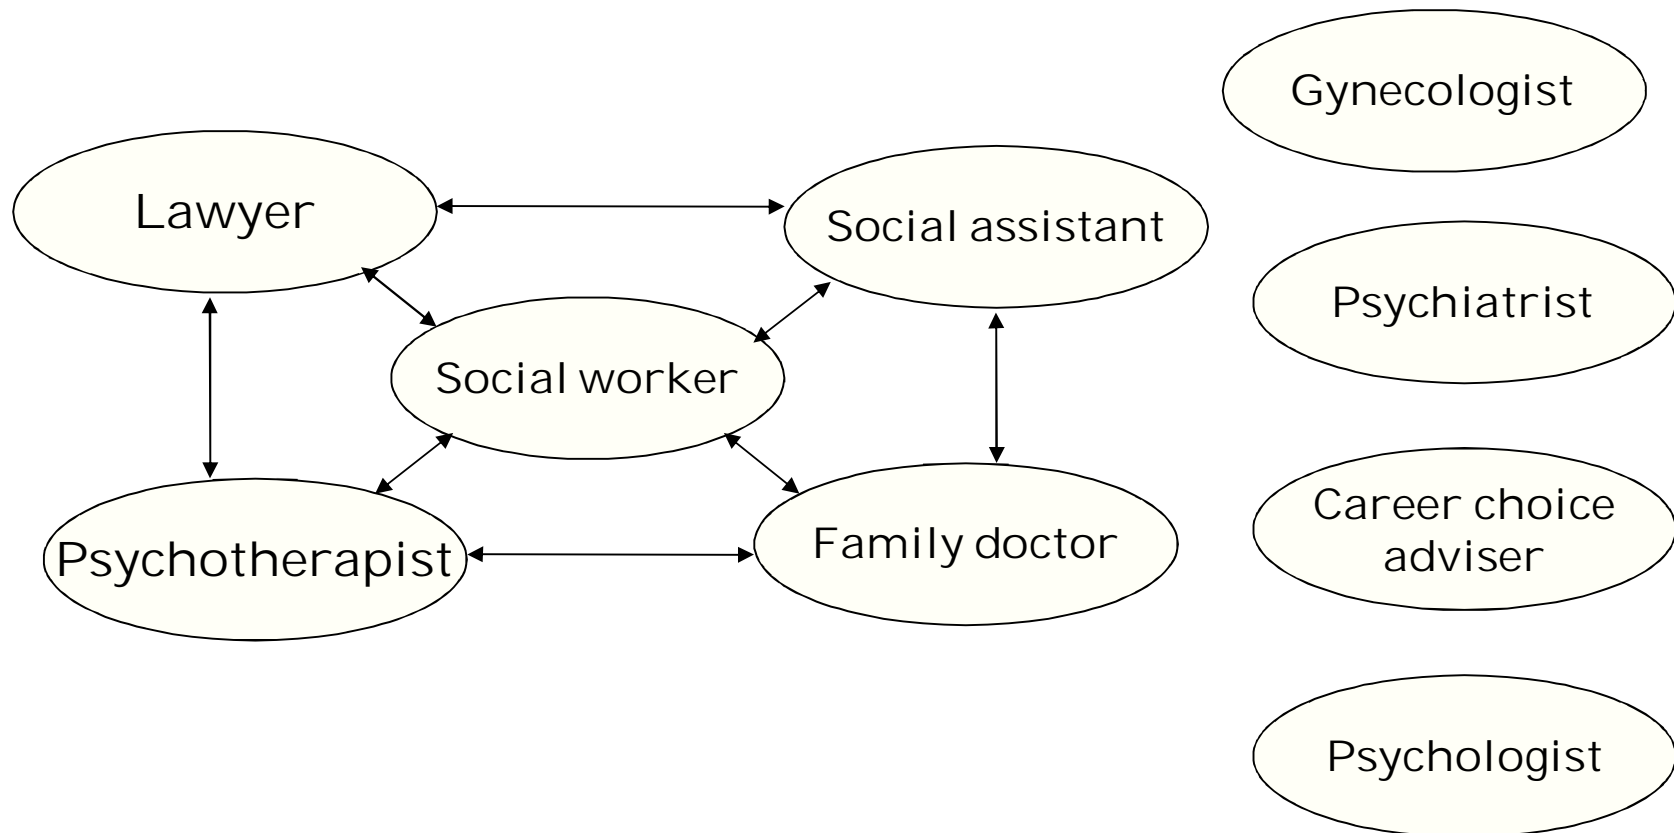 Gynecologist
Lawyer
Social assistant
Psychiatrist
Social worker
Career choice
adviser
Psychotherapist
Family doctor
Psychologist